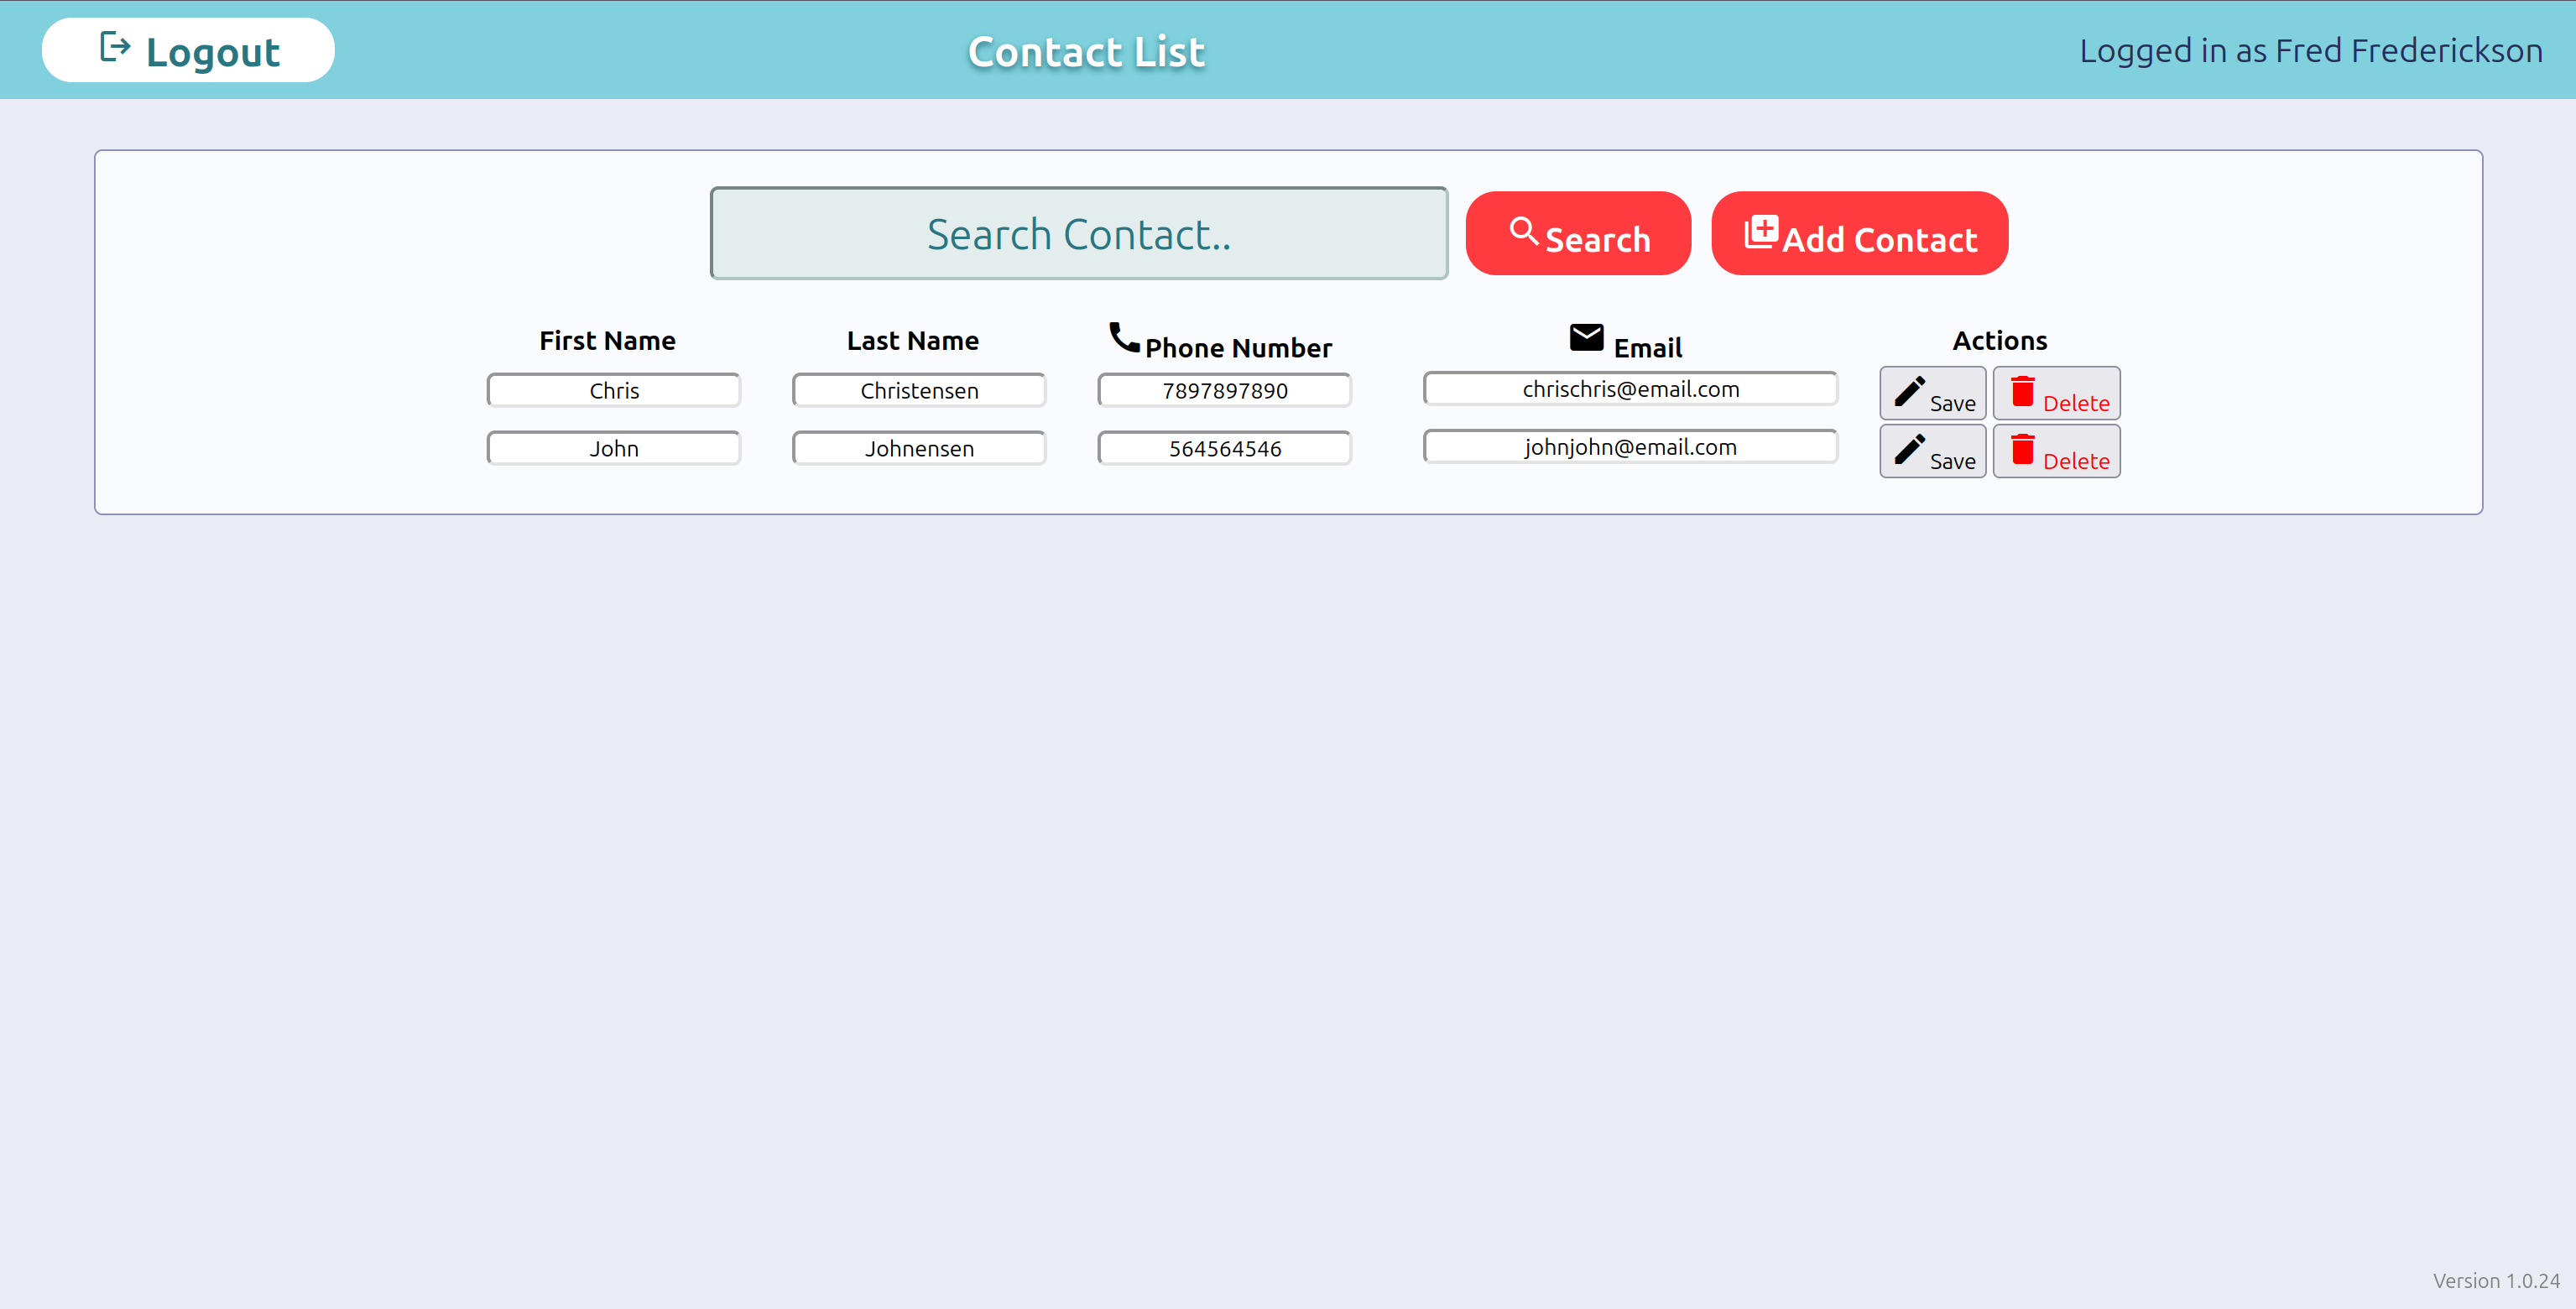 Logout Contact List Logged in as Fred Frederickson
Search Contact.. Search Add Contact
First Name Last Name Phone Number Email Actions
Chris Christensen 7897897890 chrischris@email.com Save Delete
John Johnensen 564564546 johnjohn@email.com Save Delete
Version 1.0.24